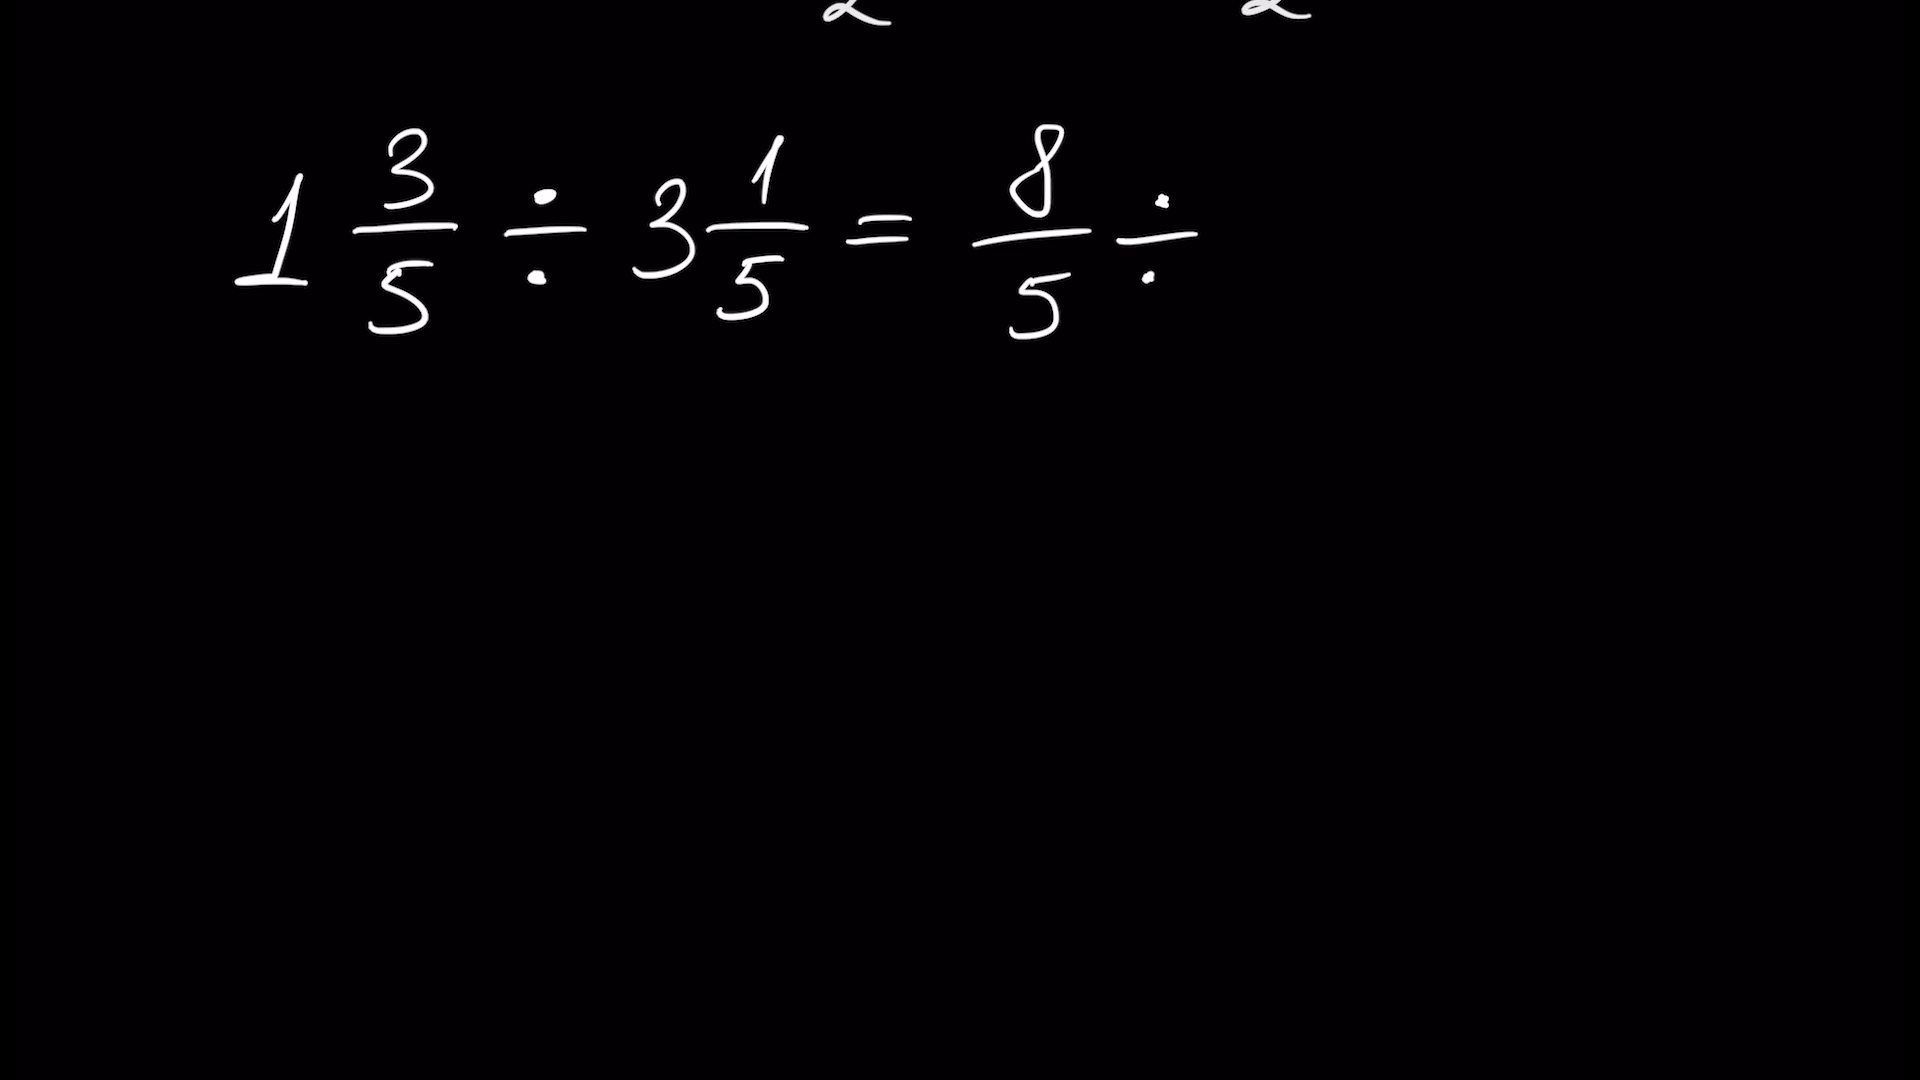 1 3/5 ÷ 3 1/5 = 8/5 ÷